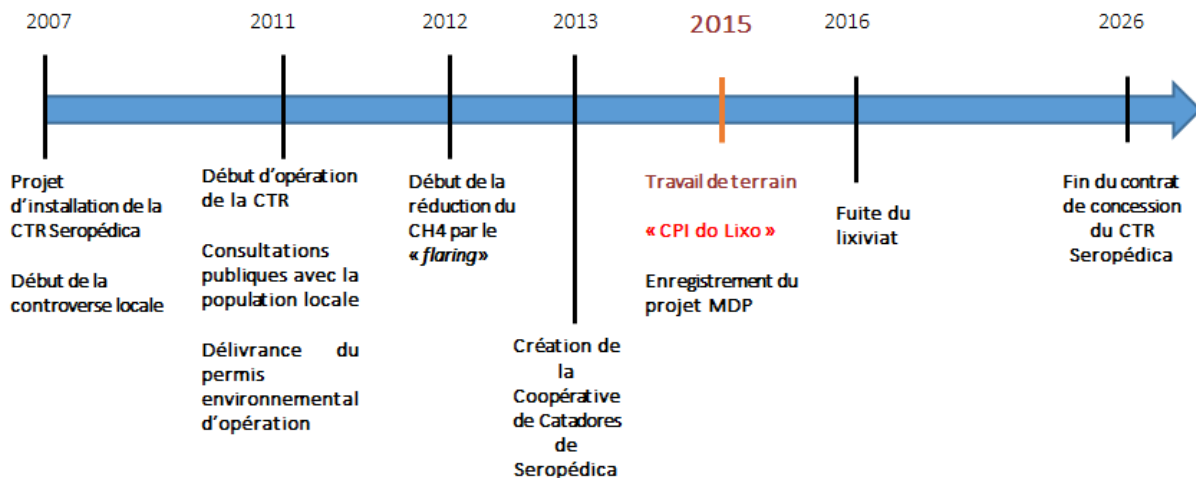 2007
2011
2012
2013
2015
2016
2026
Projet
d'installation de la
CTR Seropédica
Début de la
controverse locale
Début d'opération
de la CTR
Consultations
publiques avec la
population locale
Délivrance du
permis
environnemental
d'opération
Début de la
réduction du
CH4 par le
« flaring »
Création de
la
Coopérative
de Catadores
de
Seropédica
Travail de terrain
« CPI do Lixo »
Enregistrement du
projet MDP
Fuite du
lixiviat
Fin du contrat
de concession
du CTR
Seropédica